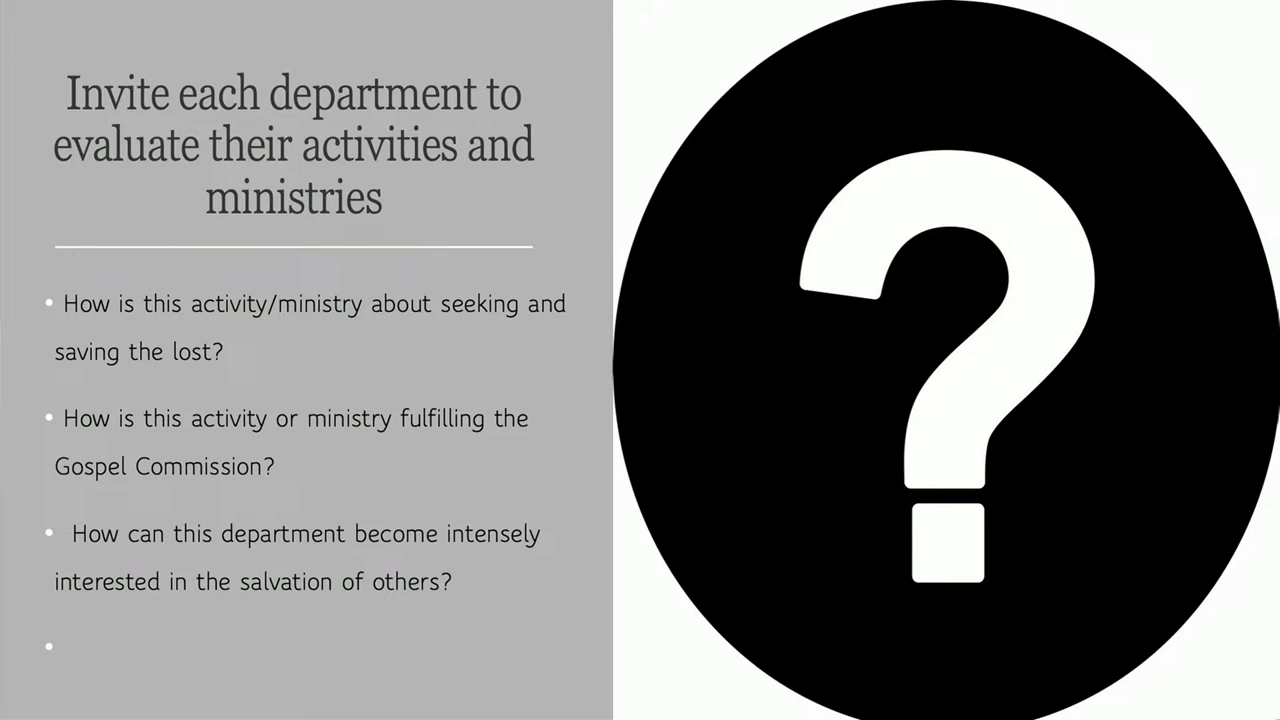 Invite each department to
evaluate their activities and
ministries
• How is this activity/ministry about seeking and
saving the lost?
• How is this activity or ministry fulfilling the
Gospel Commission?
• How can this department become intensely
interested in the salvation of others?
•
?